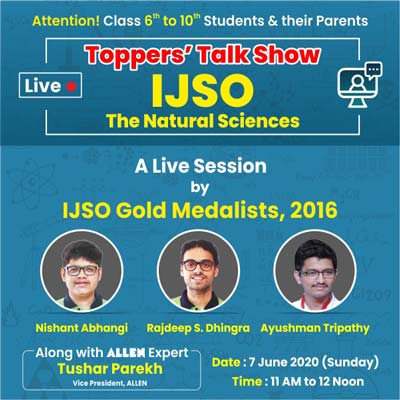 Attention! Class 6th to 10th Students & their Parents
Toppers' Talk Show
Live
IJSO
The Natural Sciences
A Live Session
by
IJSO Gold Medalists, 2016
Nishant Abhangi
Rajdeep S. Dhingra
Ayushman Tripathy
Along with ALLEN Expert
Tushar Parekh
Vice President, ALLEN
Date : 7 June 2020 (Sunday)
Time : 11 AM to 12 Noon